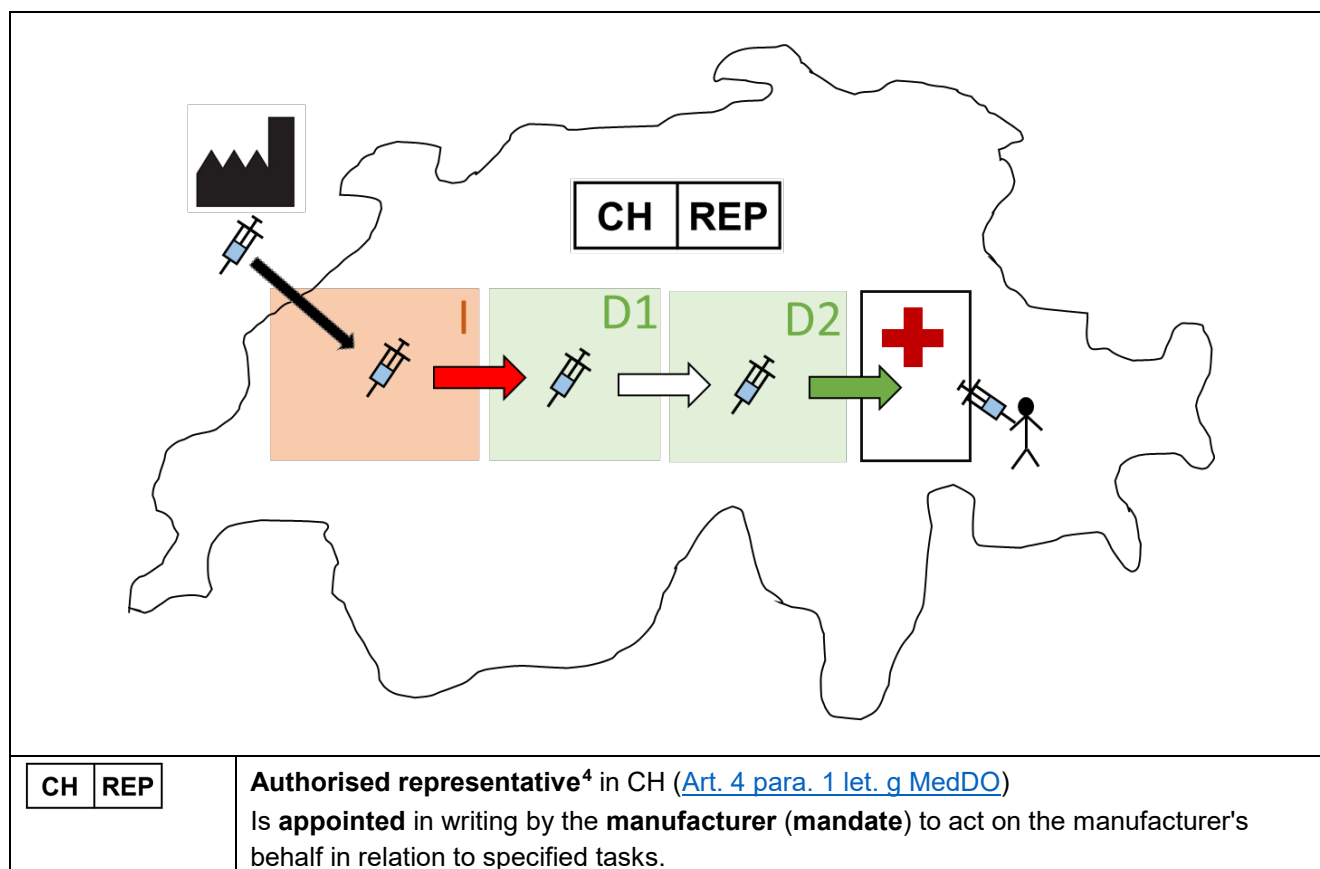 CH REP
I D1 D2
CH REP
Authorised representative⁴ in CH (Art. 4 para. 1 let. g MedDO)
Is appointed in writing by the manufacturer (mandate) to act on the manufacturer's
behalf in relation to specified tasks.